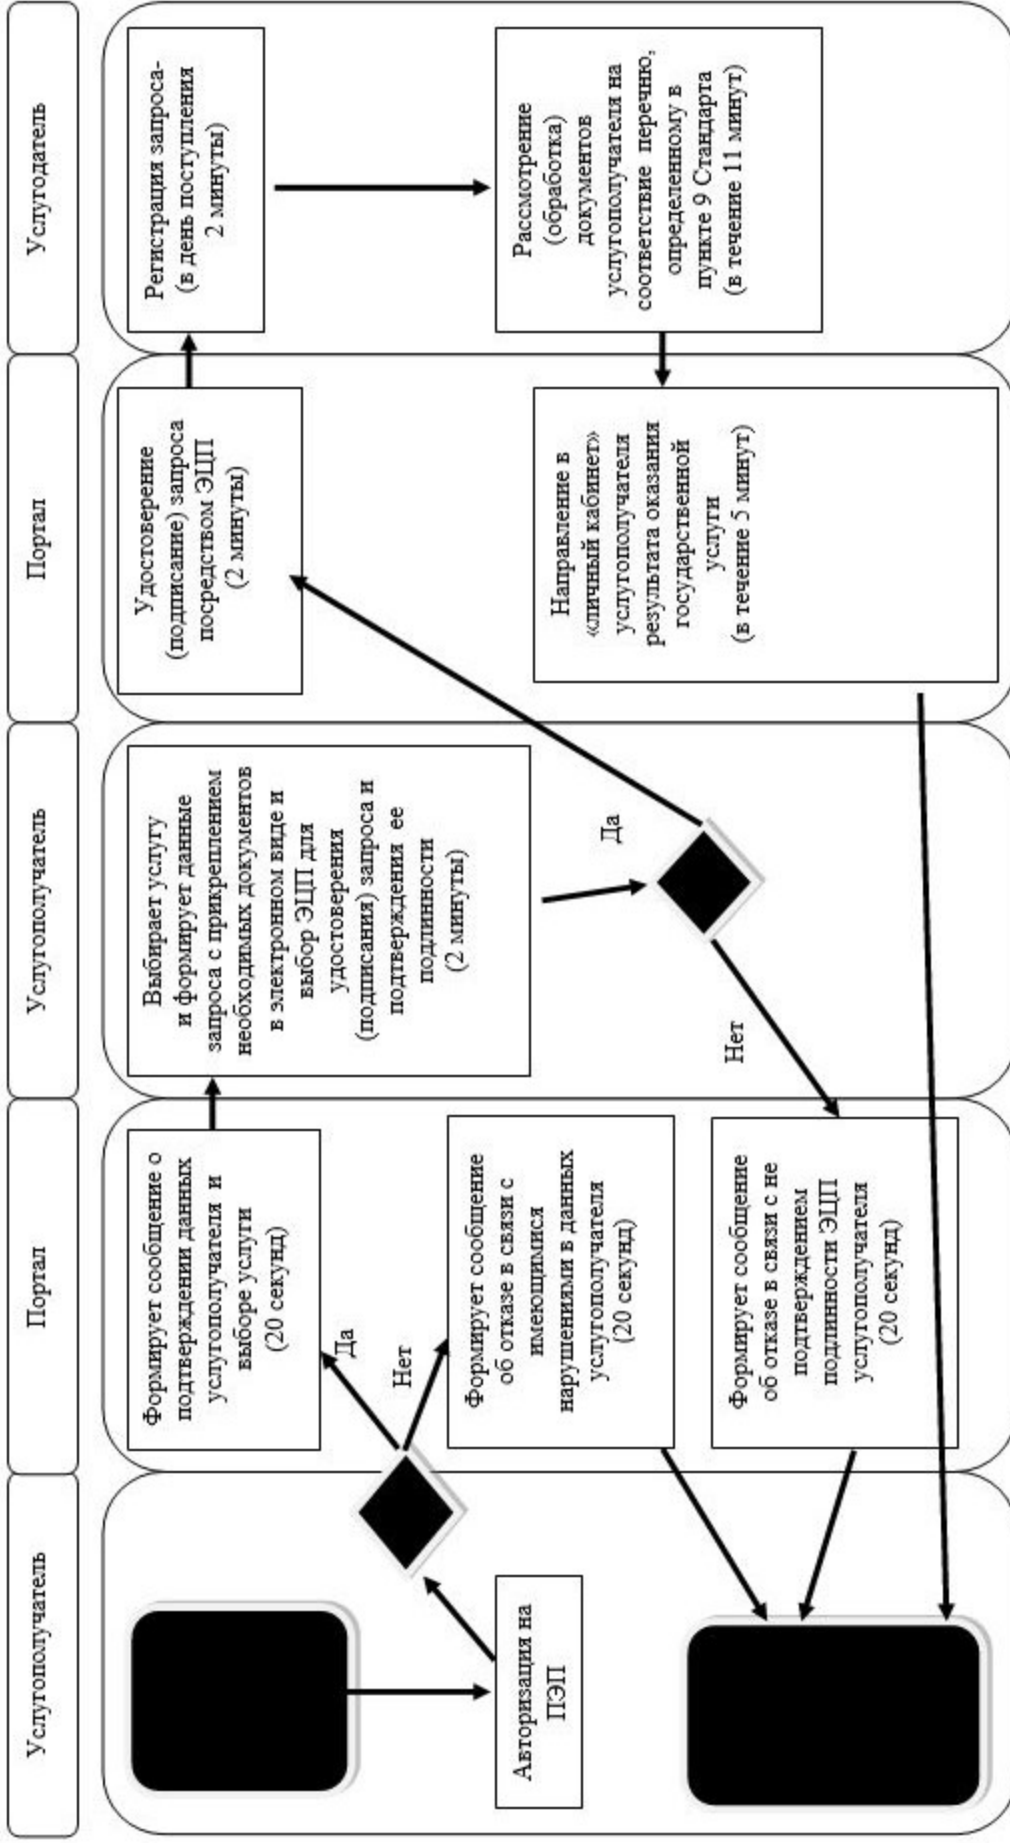 Услугополучатель
Портал
Услугополучатель
Портал
Услугодатель
Авторизация на
ПЭП
Да
Нет
Формирует сообщение о
подтверждении данных
услугополучателя и
выборе услуги
(20 секунд)
Формирует сообщение
об отказе в связи с
имеющимися
нарушениями в данных
услугополучателя
(20 секунд)
Формирует сообщение
об отказе в связи с не
подтверждением
подлинности ЭЦП
услугополучателя
(20 секунд)
Выбирает услугу
и формирует данные
запроса с прикреплением
необходимых документов
в электронном виде и
выбор ЭЦП для
удостоверения
(подписания) запроса и
подтверждения ее
подлинности
(2 минуты)
Да
Нет
Удостоверение
(подписание) запроса
посредством ЭЦП
(2 минуты)
Направление в
«личный кабинет»
услугополучателя
результата оказания
государственной
услуги
(в течение 5 минут)
Регистрация запроса-
(в день поступления
2 минуты)
Рассмотрение
(обработка)
документов
услугополучателя на
соответствие перечню,
определенному в
пункте 9 Стандарта
(в течение 11 минут)